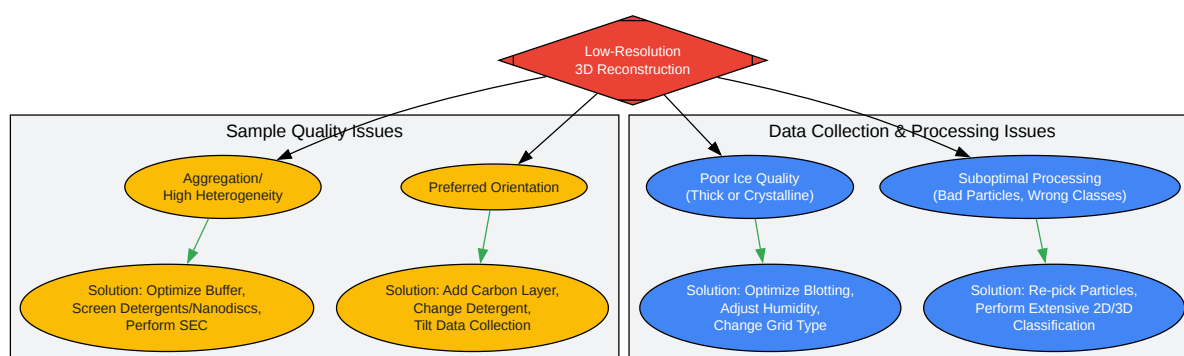 Low-Resolution
3D Reconstruction
Sample Quality Issues
Aggregation/
High Heterogeneity
Preferred Orientation
Solution: Optimize Buffer,
Screen Detergents/Nanodiscs,
Perform SEC
Solution: Add Carbon Layer,
Change Detergent,
Tilt Data Collection
Data Collection & Processing Issues
Poor Ice Quality
(Thick or Crystalline)
Suboptimal Processing
(Bad Particles, Wrong Classes)
Solution: Optimize Blotting,
Adjust Humidity,
Change Grid Type
Solution: Re-pick Particles,
Perform Extensive 2D/3D
Classification